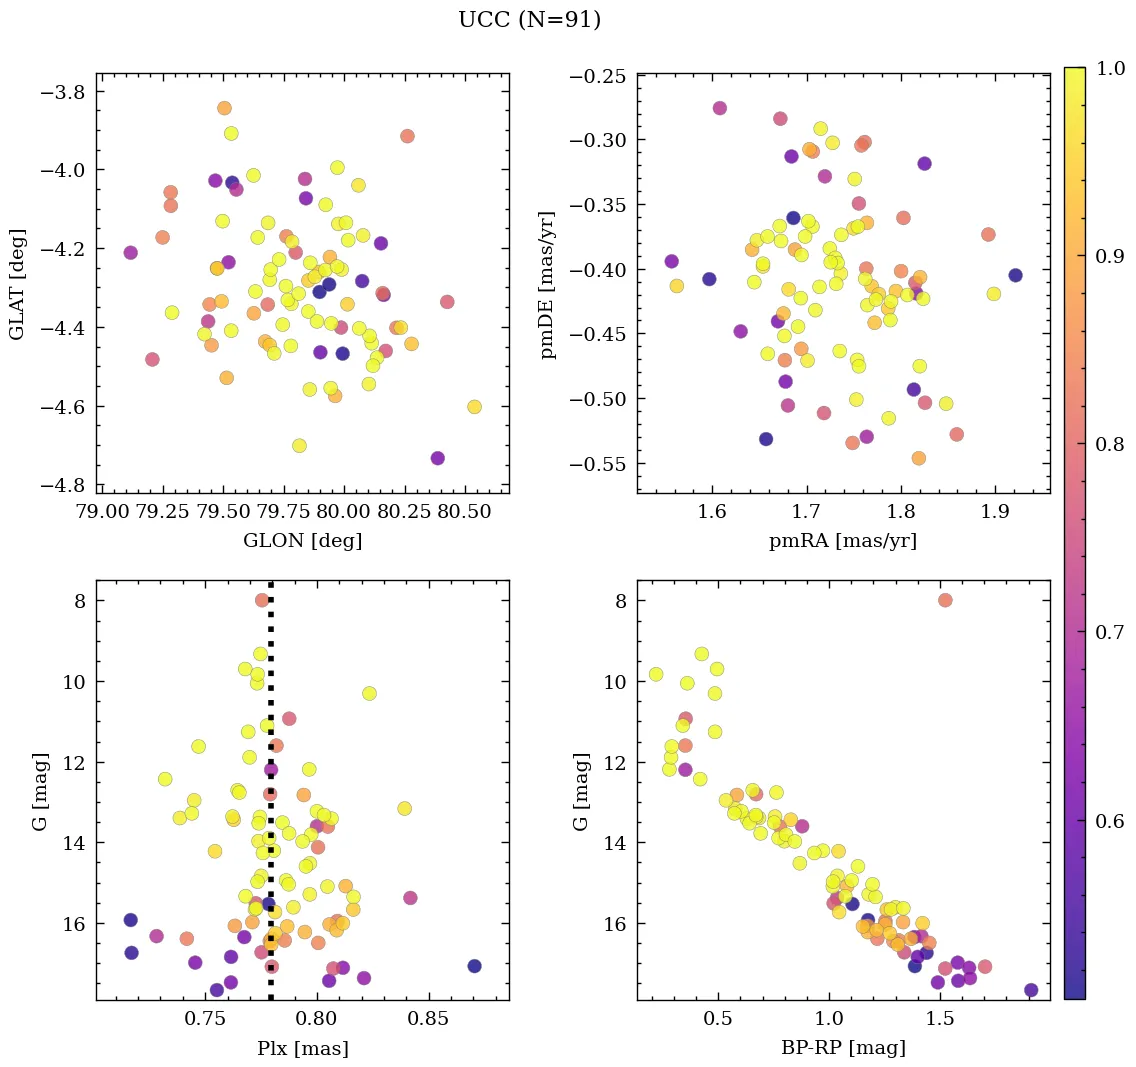 UCC (N=91)
−3.8
−4.0
−4.2
−4.4
−4.6
−4.8
GLAT [deg]
79.00 79.25 79.50 79.75 80.00 80.25 80.50
GLON [deg]
−0.25
−0.30
−0.35
−0.40
−0.45
−0.50
−0.55
pmDE [mas/yr]
1.6 1.7 1.8 1.9
pmRA [mas/yr]
1.0
0.9
0.8
0.7
0.6
8
10
12
14
16
G [mag]
0.75 0.80 0.85
Plx [mas]
8
10
12
14
16
G [mag]
0.5 1.0 1.5
BP-RP [mag]